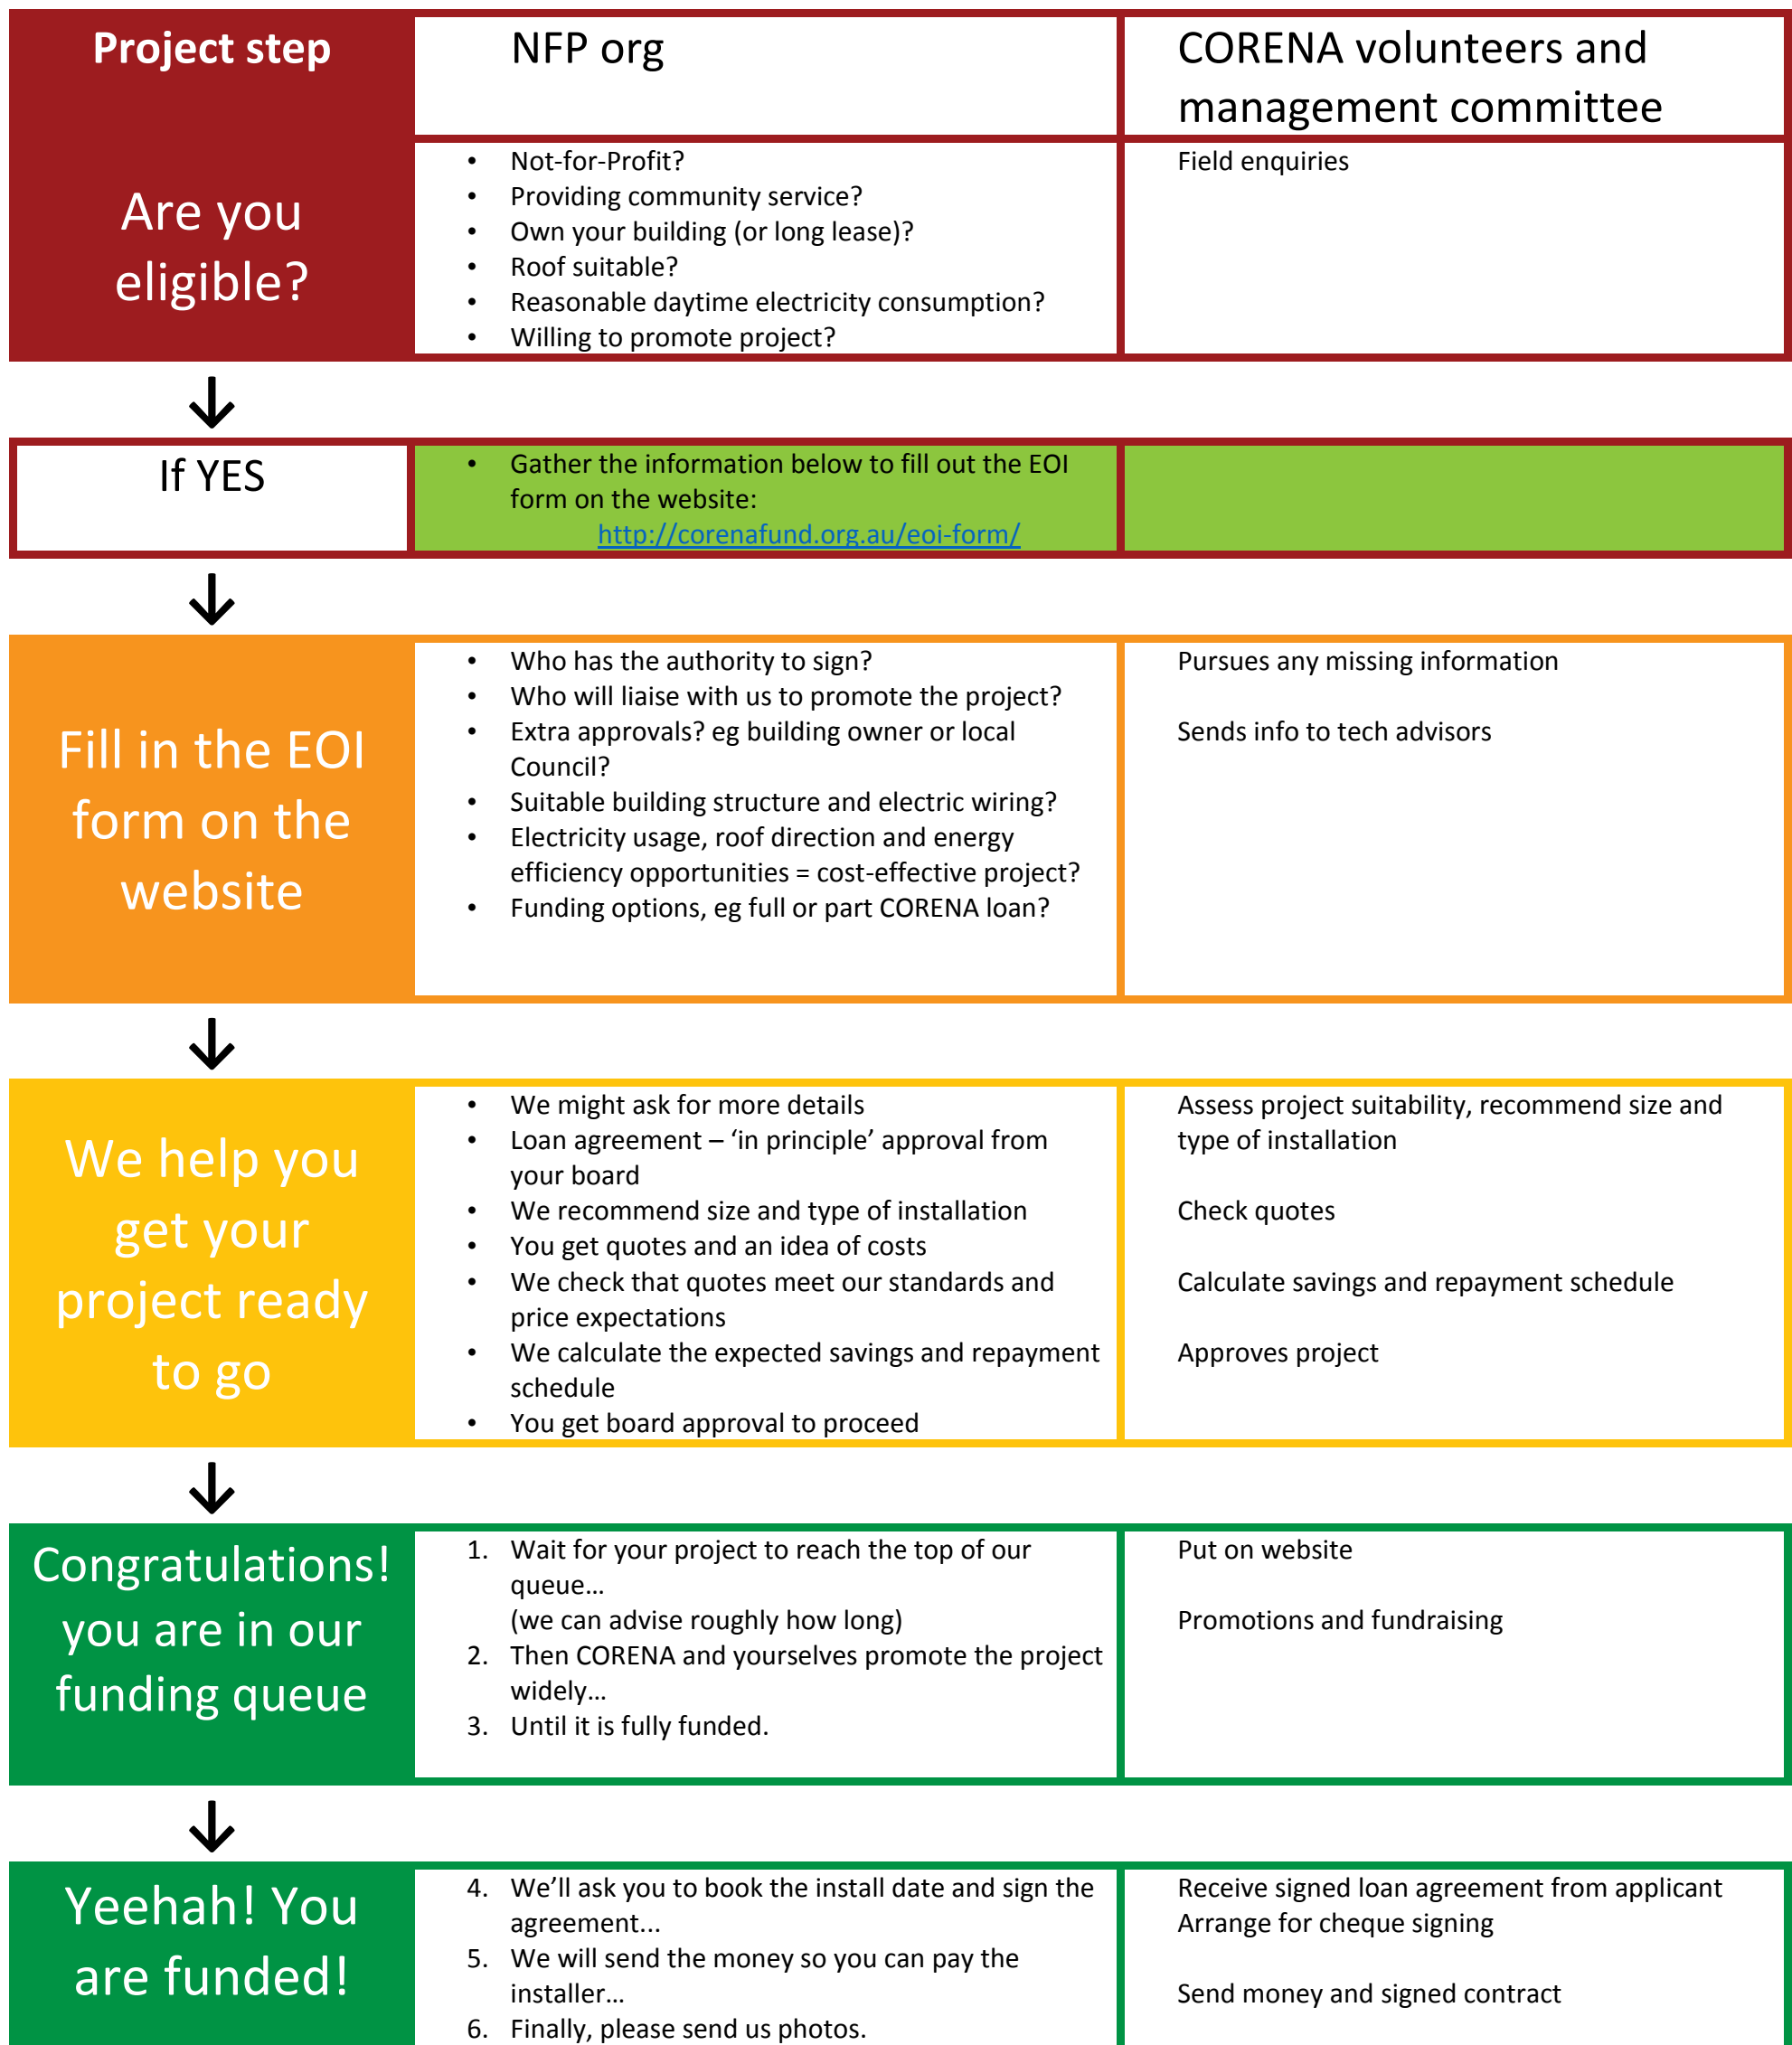 Project step
NFP org
CORENA volunteers and
management committee
Are you
eligible?
• Not-for-Profit?
• Providing community service?
• Own your building (or long lease)?
• Roof suitable?
• Reasonable daytime electricity consumption?
• Willing to promote project?
Field enquiries
If YES
• Gather the information below to fill out the EOI
form on the website:
http://corenafund.org.au/eoi-form/
Fill in the EOI
form on the
website
• Who has the authority to sign?
• Who will liaise with us to promote the project?
• Extra approvals? eg building owner or local
Council?
• Suitable building structure and electric wiring?
• Electricity usage, roof direction and energy
efficiency opportunities = cost-effective project?
• Funding options, eg full or part CORENA loan?
Pursues any missing information
Sends info to tech advisors
We help you
get your
project ready
to go
• We might ask for more details
• Loan agreement – ‘in principle’ approval from
your board
• We recommend size and type of installation
• You get quotes and an idea of costs
• We check that quotes meet our standards and
price expectations
• We calculate the expected savings and repayment
schedule
• You get board approval to proceed
Assess project suitability, recommend size and
type of installation
Check quotes
Calculate savings and repayment schedule
Approves project
Congratulations!
you are in our
funding queue
1. Wait for your project to reach the top of our
queue…
(we can advise roughly how long)
2. Then CORENA and yourselves promote the project
widely…
3. Until it is fully funded.
Put on website
Promotions and fundraising
Yeehah! You
are funded!
4. We’ll ask you to book the install date and sign the
agreement...
5. We will send the money so you can pay the
installer…
6. Finally, please send us photos.
Receive signed loan agreement from applicant
Arrange for cheque signing
Send money and signed contract